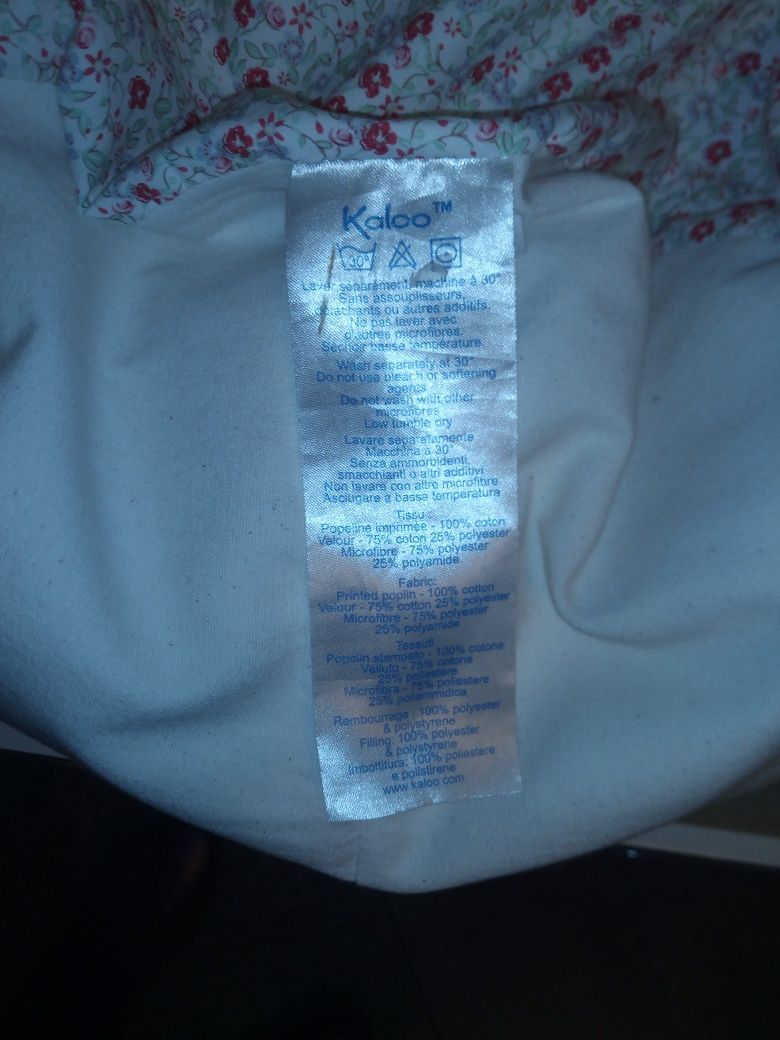 Kaloo™
30°
Laver séparément, machine à 30°
Sans assouplisseurs,
détachants ou autres additifs.
Ne pas laver avec
d'autres microfibres.
Séchoir basse température.
Wash separately at 30°
Do not use bleach or softening
agents
Do not wash with other
microfibres
Low tumble dry
Lavare separatamente
Macchina a 30°
Senza ammorbidenti,
smacchianti o altri additivi
Non lavare con altre microfibre
Asciugare a bassa temperatura
Tissu:
Popeline imprimée - 100% coton
Velour - 75% coton 25% polyester
Microfibre - 75% polyester
25% polyamide
Fabric:
Printed poplin - 100% cotton
Velour - 75% cotton 25% polyester
Microfibre - 75% polyester
25% polyamide
Tessuti:
Popelin stampato - 100% cotone
Velluto - 75% cotone
25% poliestere
Microfibra - 75% poliestere
25% poliammidica
Rembourrage: 100% polyester
& polystyrene
Filling: 100% polyester
& polystyrene
Imbottitura: 100% poliestere
e polistirene
www.kaloo.com